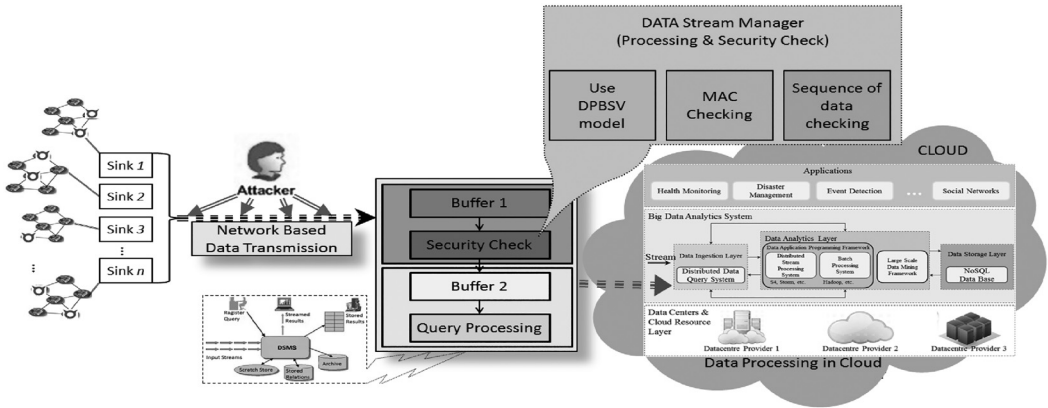 DATA Stream Manager
(Processing & Security Check)
Use
DPBSV
model
MAC
Checking
Sequence of
data
checking
Sink 1
Sink 2
Sink 3
...
Sink n
...
Attacker
Network Based
Data Transmission
Buffer 1
Security Check
Buffer 2
Query Processing
Register
Query
Streamed
Results
Stored
Results
Input Streams
DSMS
Scratch Store
Stored
Relations
Archive
CLOUD
Applications
Health Monitoring
Disaster
Management
Event Detection
...
Social Networks
Big Data Analytics System
Stream
Data Ingestion Layer
Distributed Data
Query System
Data Analytics Layer
Data Application Programming Framework
Distributed
Stream
Processing
System
Batch
Processing
System
S4, Storm, etc.
Hadoop, etc
Large Scale
Data Mining
Framework
Data Storage Layer
NoSQL
Data Base
Data Centers &
Cloud Resource
Layer
Datacentre Provider 1
Datacentre Provider 2
Datacentre Provider 3
Data Processing in Cloud